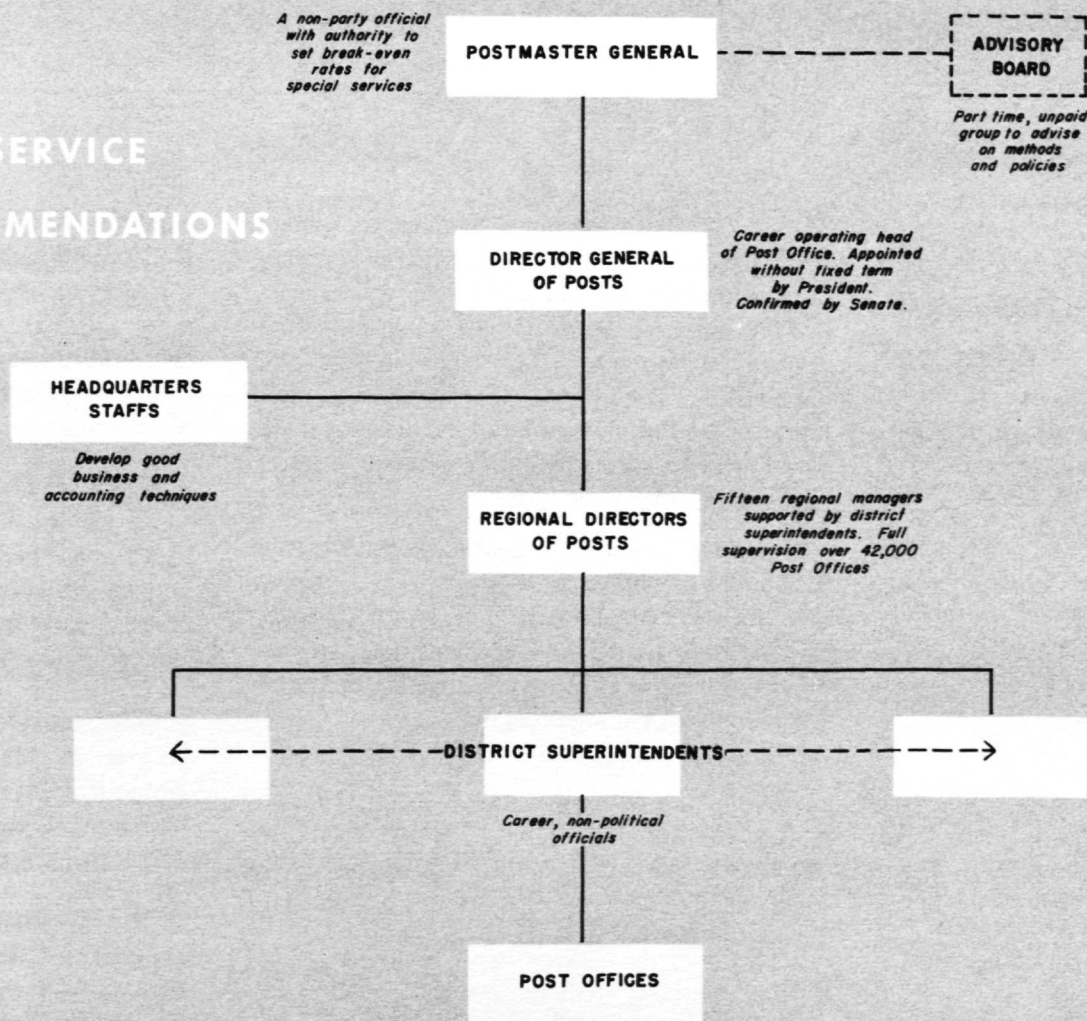 A non-party official
with authority to
set break-even
rates for
special services
POSTMASTER GENERAL
ADVISORY
BOARD
Part time, unpaid
group to advise
on methods
and policies
SERVICE
MENDATIONS
DIRECTOR GENERAL
OF POSTS
Career operating head
of Post Office. Appointed
without fixed term
by President.
Confirmed by Senate.
HEADQUARTERS
STAFFS
Develop good
business and
accounting techniques
REGIONAL DIRECTORS
OF POSTS
Fifteen regional managers
supported by district
superintendents. Full
supervision over 42,000
Post Offices
DISTRICT SUPERINTENDENTS
Career, non-political
officials
POST OFFICES